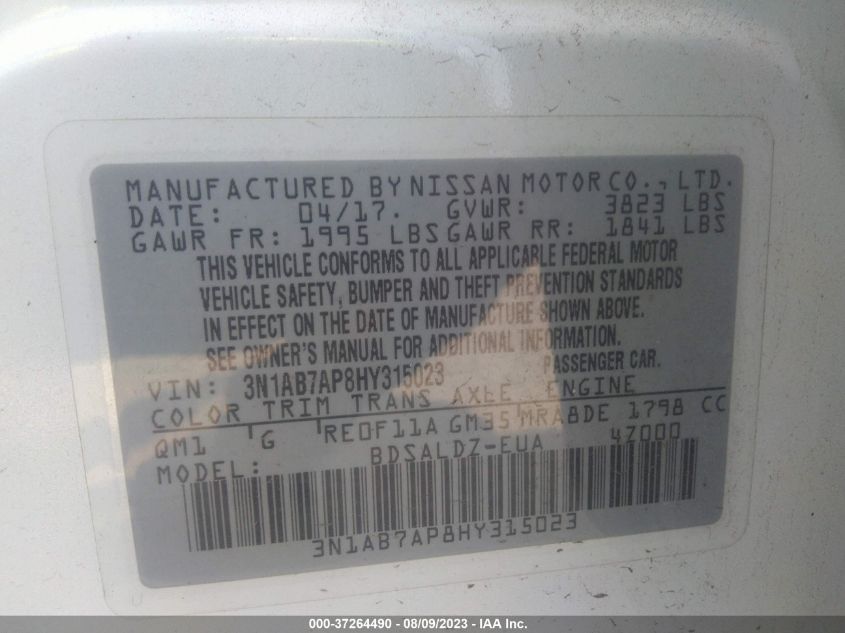 MANUFACTURED BY NISSAN MOTOR CO., LTD.
DATE: 04/17. GVWR: 3823 LBS
GAWR FR: 1995 LBS GAWR RR: 1841 LBS
THIS VEHICLE CONFORMS TO ALL APPLICABLE FEDERAL MOTOR
VEHICLE SAFETY, BUMPER AND THEFT PREVENTION STANDARDS
IN EFFECT ON THE DATE OF MANUFACTURE SHOWN ABOVE.
SEE OWNER'S MANUAL FOR ADDITIONAL INFORMATION.
VIN: 3N1AB7AP8HY315023 PASSENGER CAR.
COLOR TRIM TRANS AXLE ENGINE
QM1 G RE0F11A GM35 MRA8DE 1798 CC
MODEL: BDSALDZ-EUA 4Z000
3N1AB7AP8HY315023
000-37264490 - 08/09/2023 - IAA Inc.